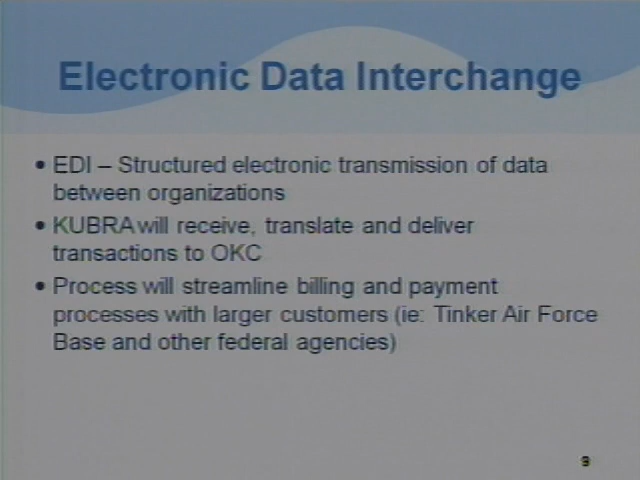 Electronic Data Interchange
• EDI – Structured electronic transmission of data
between organizations
• KUBRA will receive, translate and deliver
transactions to OKC
• Process will streamline billing and payment
processes with larger customers (ie: Tinker Air Force
Base and other federal agencies)
9